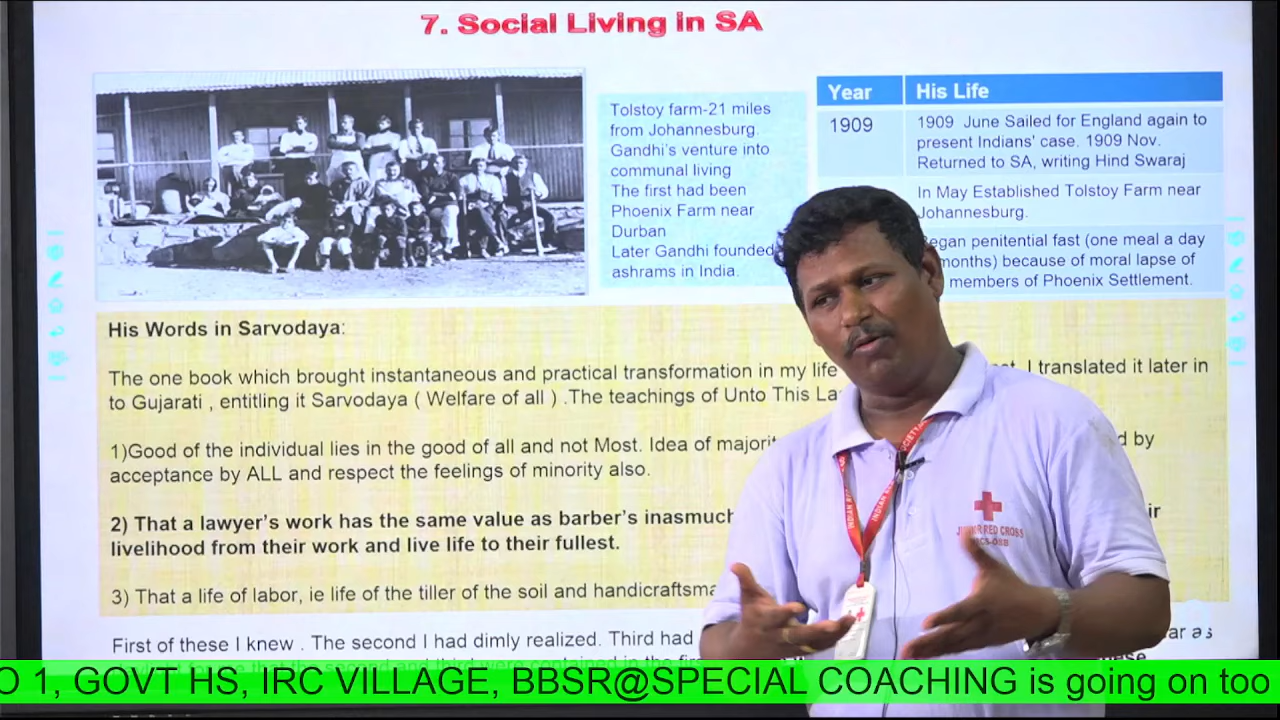 7. Social Living in SA
Tolstoy farm-21 miles
from Johannesburg.
Gandhi's venture into
communal living
The first had been
Phoenix Farm near
Durban
Later Gandhi founded
ashrams in India.
Year His Life
1909 1909 June Sailed for England again to
present Indians' case. 1909 Nov.
Returned to SA, writing Hind Swaraj
In May Established Tolstoy Farm near
Johannesburg.
egan penitential fast (one meal a day
months) because of moral lapse of
members of Phoenix Settlement.
His Words in Sarvodaya:
The one book which brought instantaneous and practical transformation in my life I translated it later in
to Gujarati , entitling it Sarvodaya ( Welfare of all ) .The teachings of Unto This
1)Good of the individual lies in the good of all and not Most. Idea of by
acceptance by ALL and respect the feelings of minority also.
2) That a lawyer's work has the same value as barber's
livelihood from their work and live life to their fullest.
3) That a life of labor, ie life of the tiller of the soil and
First of these I knew . The second I had dimly realized. Third had as
RED CROSS
O 1, GOVT HS, IRC VILLAGE, BBSR@SPECIAL COACHING is going on too